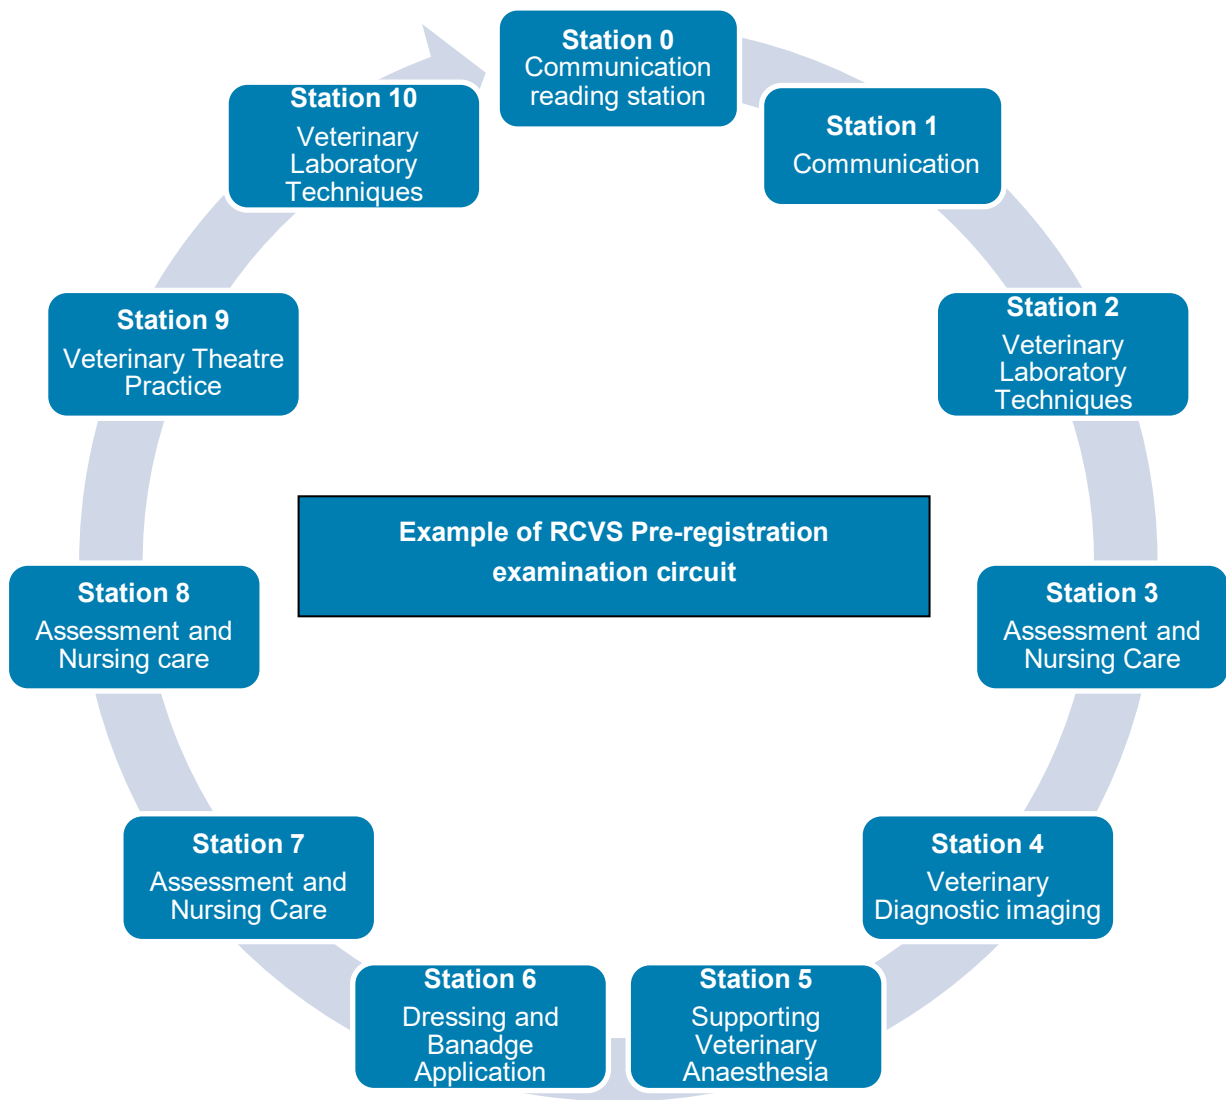 Station 0
Communication
reading station
Station 1
Communication
Station 2
Veterinary
Laboratory
Techniques
Station 3
Assessment and
Nursing Care
Station 4
Veterinary
Diagnostic imaging
Station 5
Supporting
Veterinary
Anaesthesia
Station 6
Dressing and
Banadge
Application
Station 7
Assessment and
Nursing Care
Station 8
Assessment and
Nursing care
Station 9
Veterinary Theatre
Practice
Station 10
Veterinary
Laboratory
Techniques
Example of RCVS Pre-registration
examination circuit